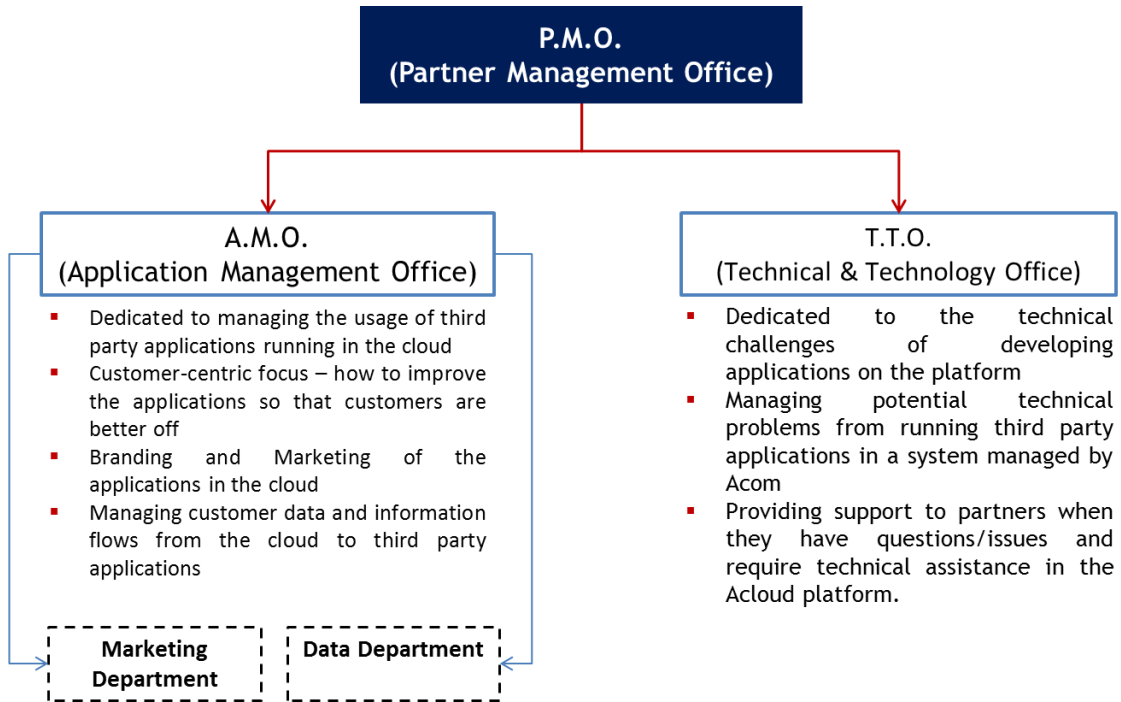 P.M.O.
(Partner Management Office)
A.M.O.
(Application Management Office)
▪ Dedicated to managing the usage of third
party applications running in the cloud
▪ Customer-centric focus – how to improve
the applications so that customers are
better off
▪ Branding and Marketing of the
applications in the cloud
▪ Managing customer data and information
flows from the cloud to third party
applications
Marketing
Department
Data Department
T.T.O.
(Technical & Technology Office)
▪ Dedicated to the technical
challenges of developing
applications on the platform
▪ Managing potential technical
problems from running third party
applications in a system managed by
Acom
▪ Providing support to partners when
they have questions/issues and
require technical assistance in the
Acloud platform.